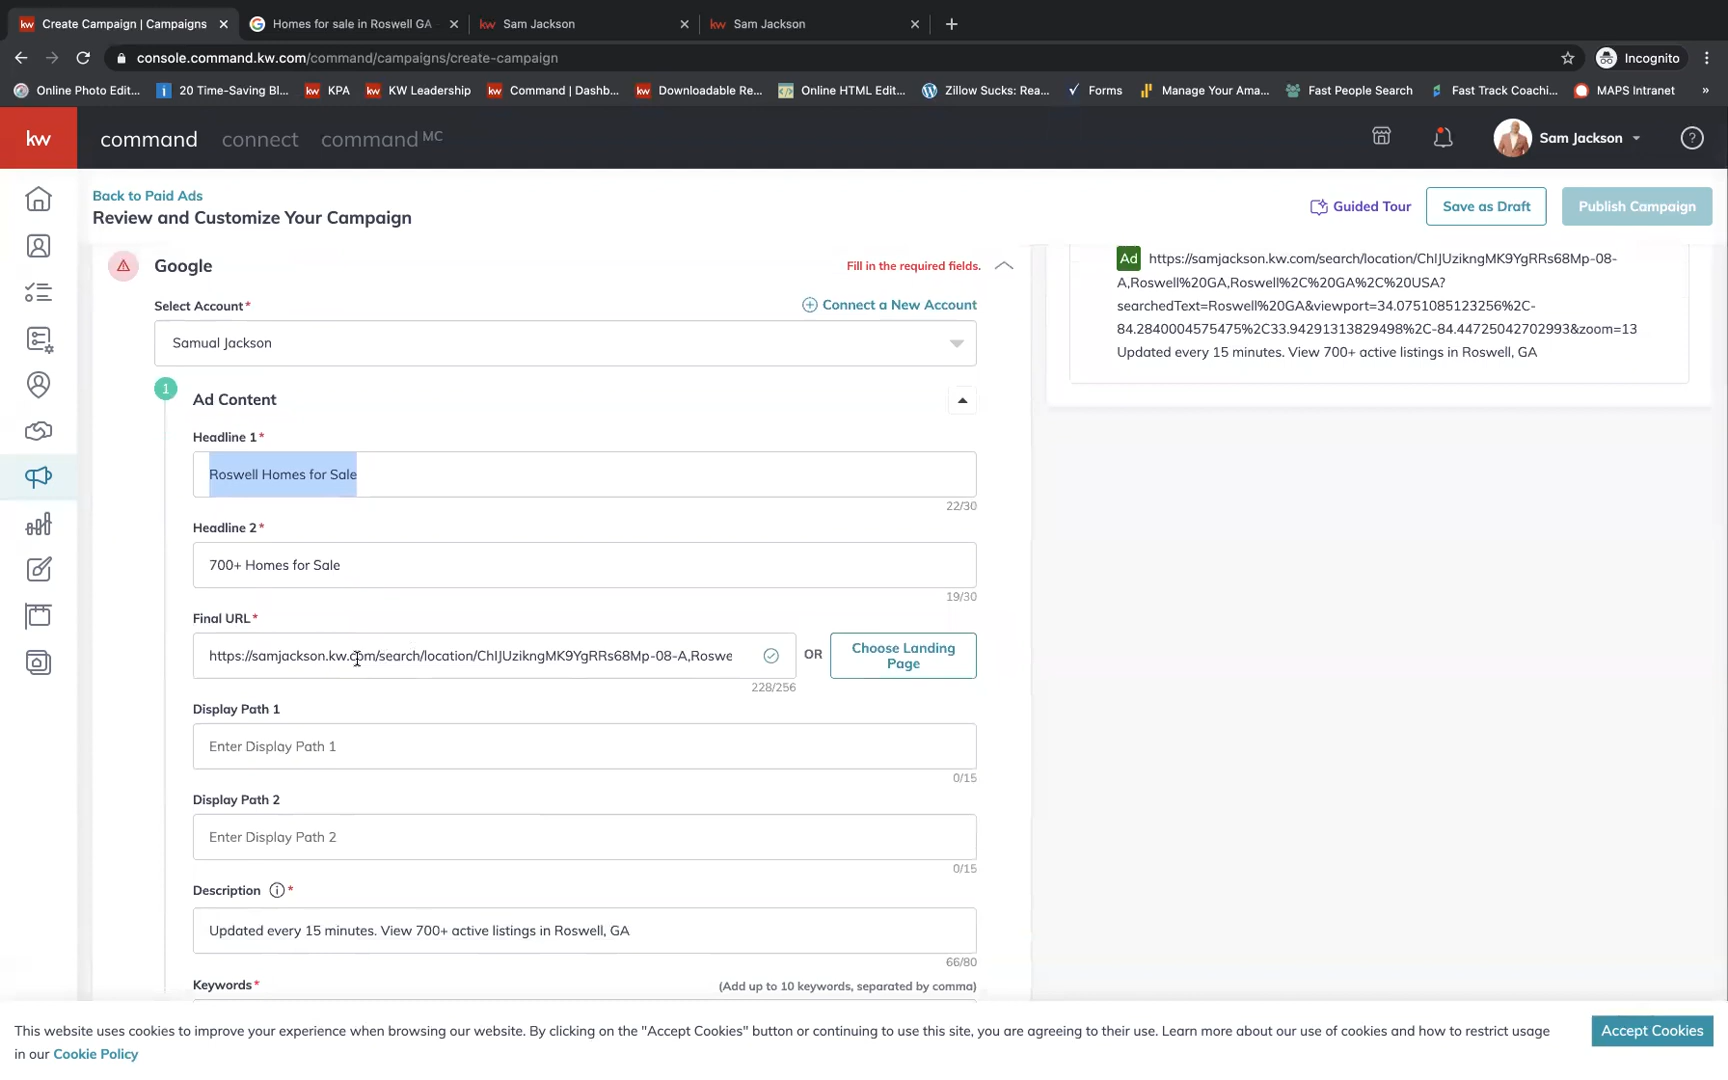 Create Campaign | Campaigns
Homes for sale in Roswell GA
kw Sam Jackson
kw Sam Jackson
console.command.kw.com/command/campaigns/create-campaign
Incognito
Online Photo Edit...
20 Time-Saving Bl...
KPA
KW Leadership
Command | Dashb...
Downloadable Re...
Online HTML Edit...
Zillow Sucks: Rea...
Forms
Manage Your Ama...
Fast People Search
Fast Track Coachi...
MAPS Intranet
»
kw
command connect command MC
Sam Jackson
Back to Paid Ads
Review and Customize Your Campaign
Guided Tour
Save as Draft
Publish Campaign
Google
Fill in the required fields.
Select Account*
Connect a New Account
Samual Jackson
1
Ad Content
Headline 1*
Roswell Homes for Sale
22/30
Headline 2*
700+ Homes for Sale
19/30
Final URL*
https://samjackson.kw.com/search/location/ChIJUzikngMK9YgRRs68Mp-08-A,Roswe
OR
Choose Landing
Page
228/256
Display Path 1
Enter Display Path 1
0/15
Display Path 2
Enter Display Path 2
0/15
Description *
Updated every 15 minutes. View 700+ active listings in Roswell, GA
66/80
Keywords*
(Add up to 10 keywords, separated by comma)
Ad https://samjackson.kw.com/search/location/ChIJUzikngMK9YgRRs68Mp-08-
A,Roswell%20GA,Roswell%2C%20GA%2C%20USA?
searchedText=Roswell%20GA&viewport=34.0751085123256%2C-
84.2840004575475%2C33.94291313829498%2C-84.44725042702993&zoom=13
Updated every 15 minutes. View 700+ active listings in Roswell, GA
This website uses cookies to improve your experience when browsing our website. By clicking on the "Accept Cookies" button or continuing to use this site, you are agreeing to their use. Learn more about our use of cookies and how to restrict usage
in our Cookie Policy
Accept Cookies